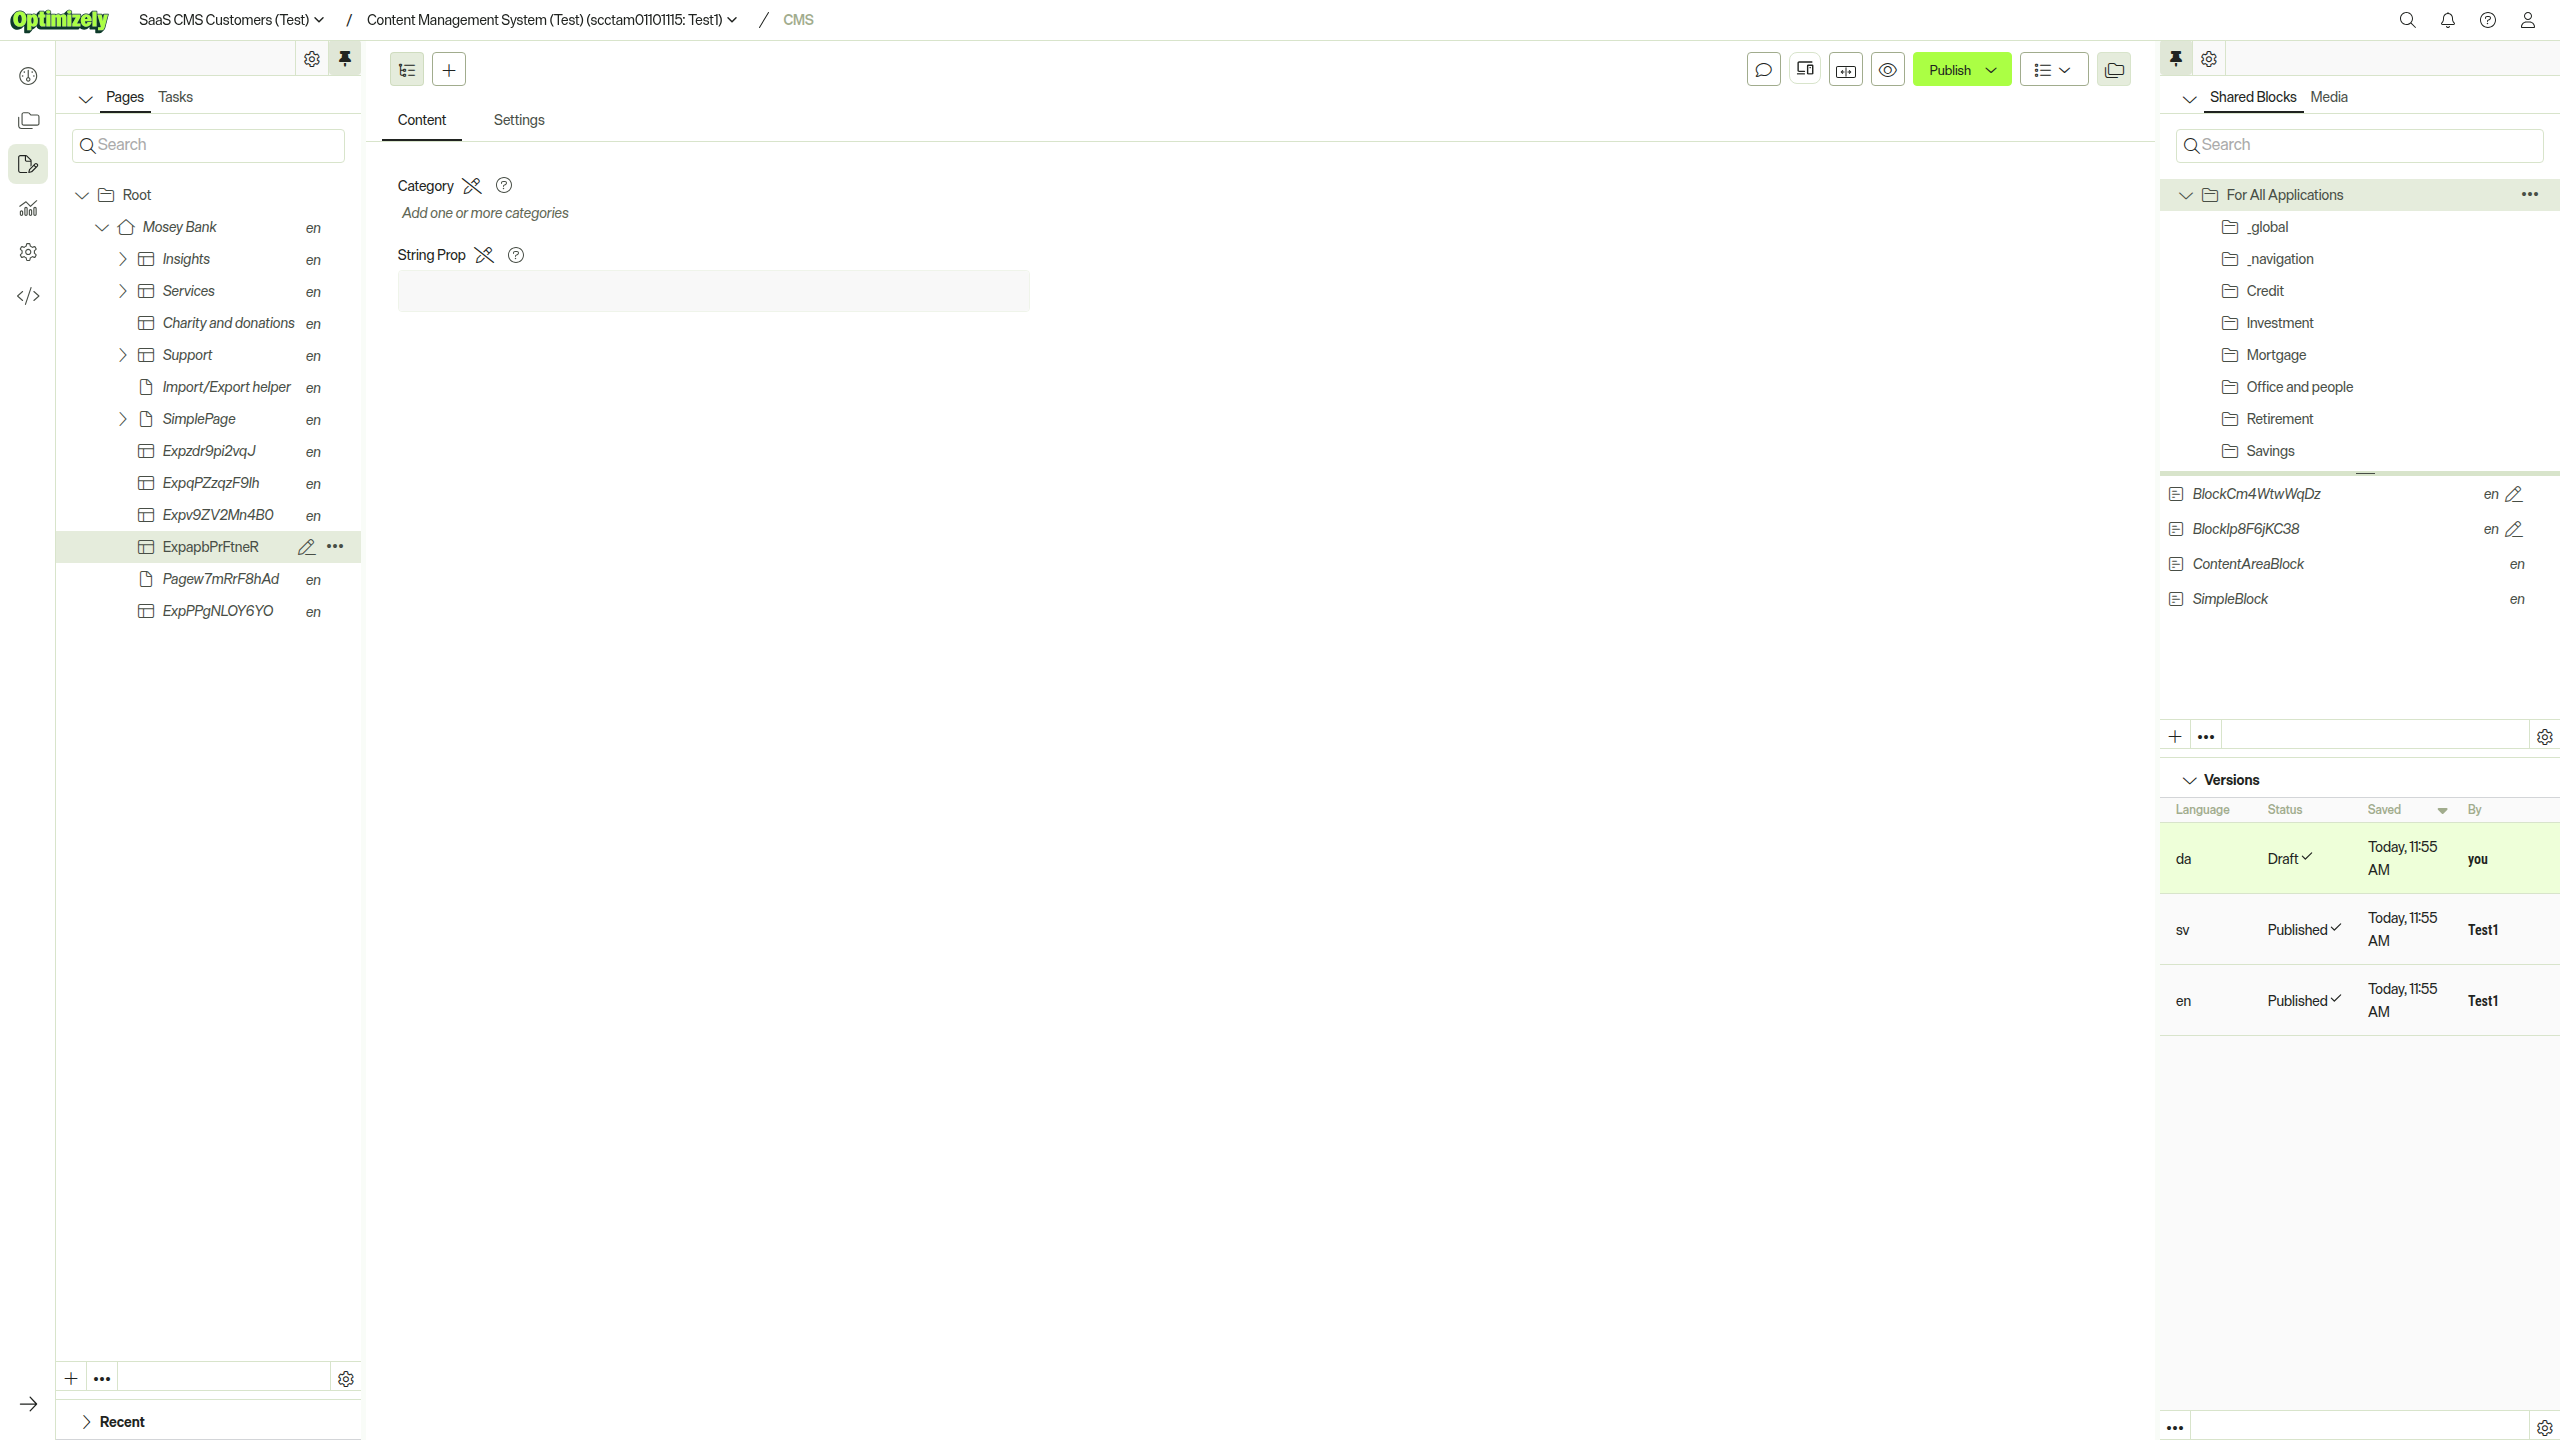 Optimizely
SaaS CMS Customers (Test) / Content Management System (Test) (scctam01101115: Test1) / CMS
Publish
Pages Tasks
Search
Content Settings
Root
Mosey Bank en
Insights en
Services en
Charity and donations en
Support en
Import/Export helper en
SimplePage en
Expzdr9pi2vqJ en
ExpqPZzqzF9lh en
Expv9ZV2Mn4B0 en
ExpapbPrFtneR
Pagew7mRrF8hAd en
ExpPPgNLOY6YO en
Recent
Category
Add one or more categories
String Prop
Shared Blocks Media
Search
For All Applications
_global
_navigation
Credit
Investment
Mortgage
Office and people
Retirement
Savings
BlockCm4WtwWqDz en
Blocklp8F6jKC38 en
ContentAreaBlock en
SimpleBlock en
Versions
Language Status Saved By
da Draft Today, 11:55 AM you
sv Published Today, 11:55 AM Test1
en Published Today, 11:55 AM Test1